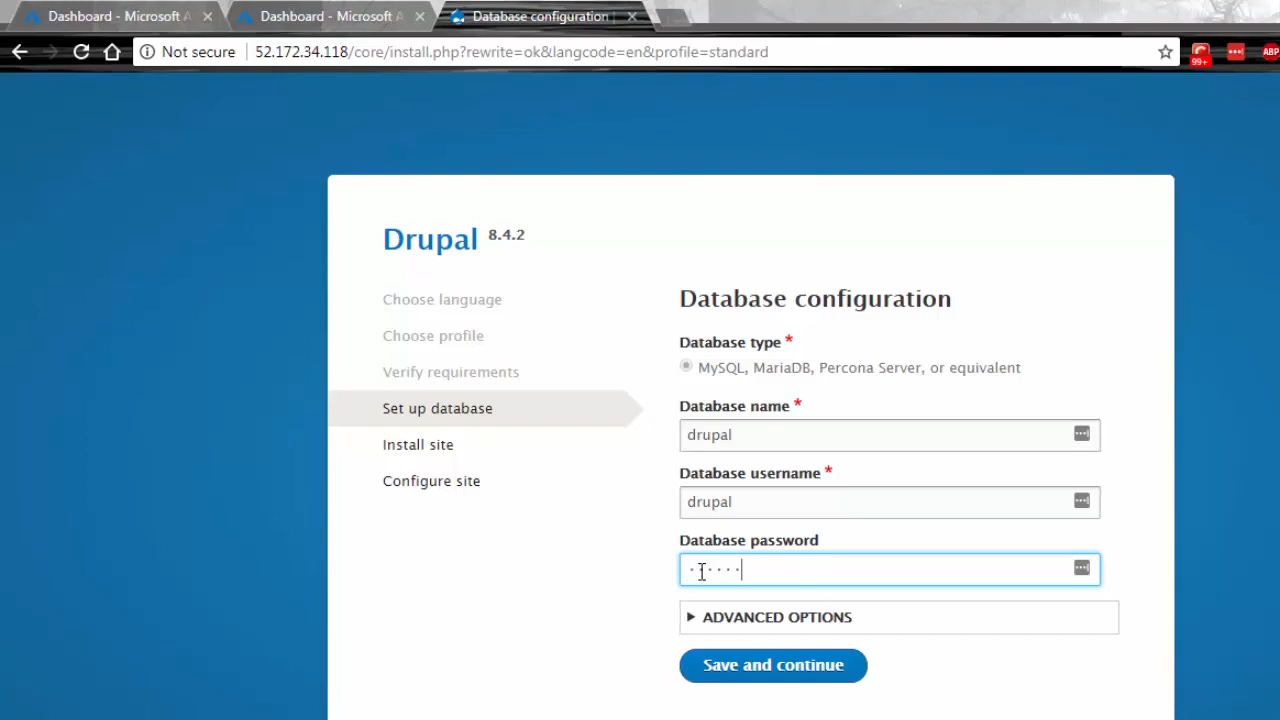 Dashboard - Microsoft A
Dashboard - Microsoft A
Database configuration
Not secure
52.172.34.118/core/install.php?rewrite=ok&langcode=en&profile=standard
99+
ABP
Drupal 8.4.2
Choose language
Choose profile
Verify requirements
Set up database
Install site
Configure site
Database configuration
Database type *
MySQL, MariaDB, Percona Server, or equivalent
Database name *
drupal
Database username *
drupal
Database password
ADVANCED OPTIONS
Save and continue